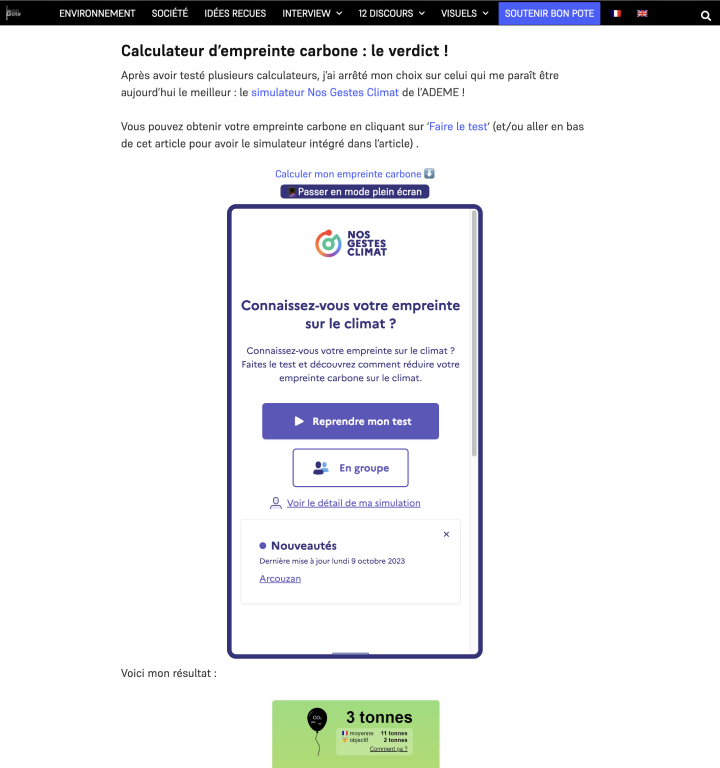 ENVIRONNEMENT SOCIÉTÉ IDÉES RECUES INTERVIEW 12 DISCOURS VISUELS SOUTENIR BON POTE
Calculateur d’empreinte carbone : le verdict !
Après avoir testé plusieurs calculateurs, j’ai arrêté mon choix sur celui qui me paraît être
aujourd’hui le meilleur : le simulateur Nos Gestes Climat de l’ADEME !
Vous pouvez obtenir votre empreinte carbone en cliquant sur ‘Faire le test‘ (et/ou aller en bas
de cet article pour avoir le simulateur intégré dans l’article) .
Calculer mon empreinte carbone ⬇️
Passer en mode plein écran
NOS
GESTES
CLIMAT
Connaissez-vous votre empreinte
sur le climat ?
Connaissez-vous votre empreinte sur le climat ?
Faites le test et découvrez comment réduire votre
empreinte carbone sur le climat.
Reprendre mon test
En groupe
Voir le détail de ma simulation
Nouveautés
Dernière mise à jour lundi 9 octobre 2023
Arcouzan
Voici mon résultat :
CO₂
3 tonnes
moyenne 11 tonnes
objectif 2 tonnes
Comment ça ?